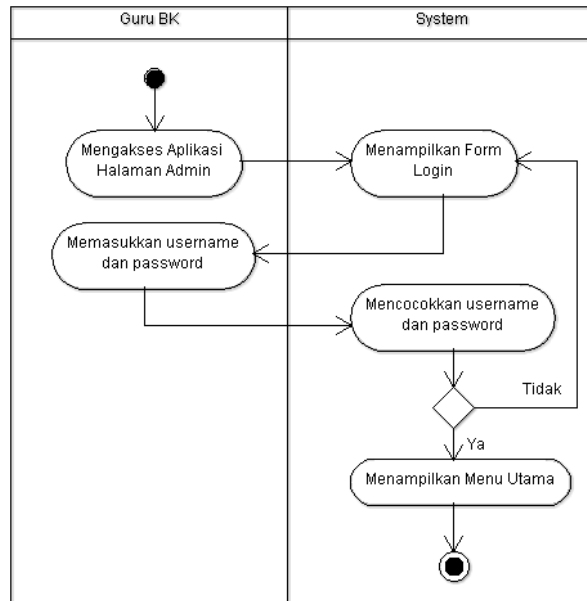 Guru BK
System
Mengakses Aplikasi
Halaman Admin
Menampilkan Form
Login
Memasukkan username
dan password
Mencocokkan username
dan password
Tidak
Ya
Menampilkan Menu Utama